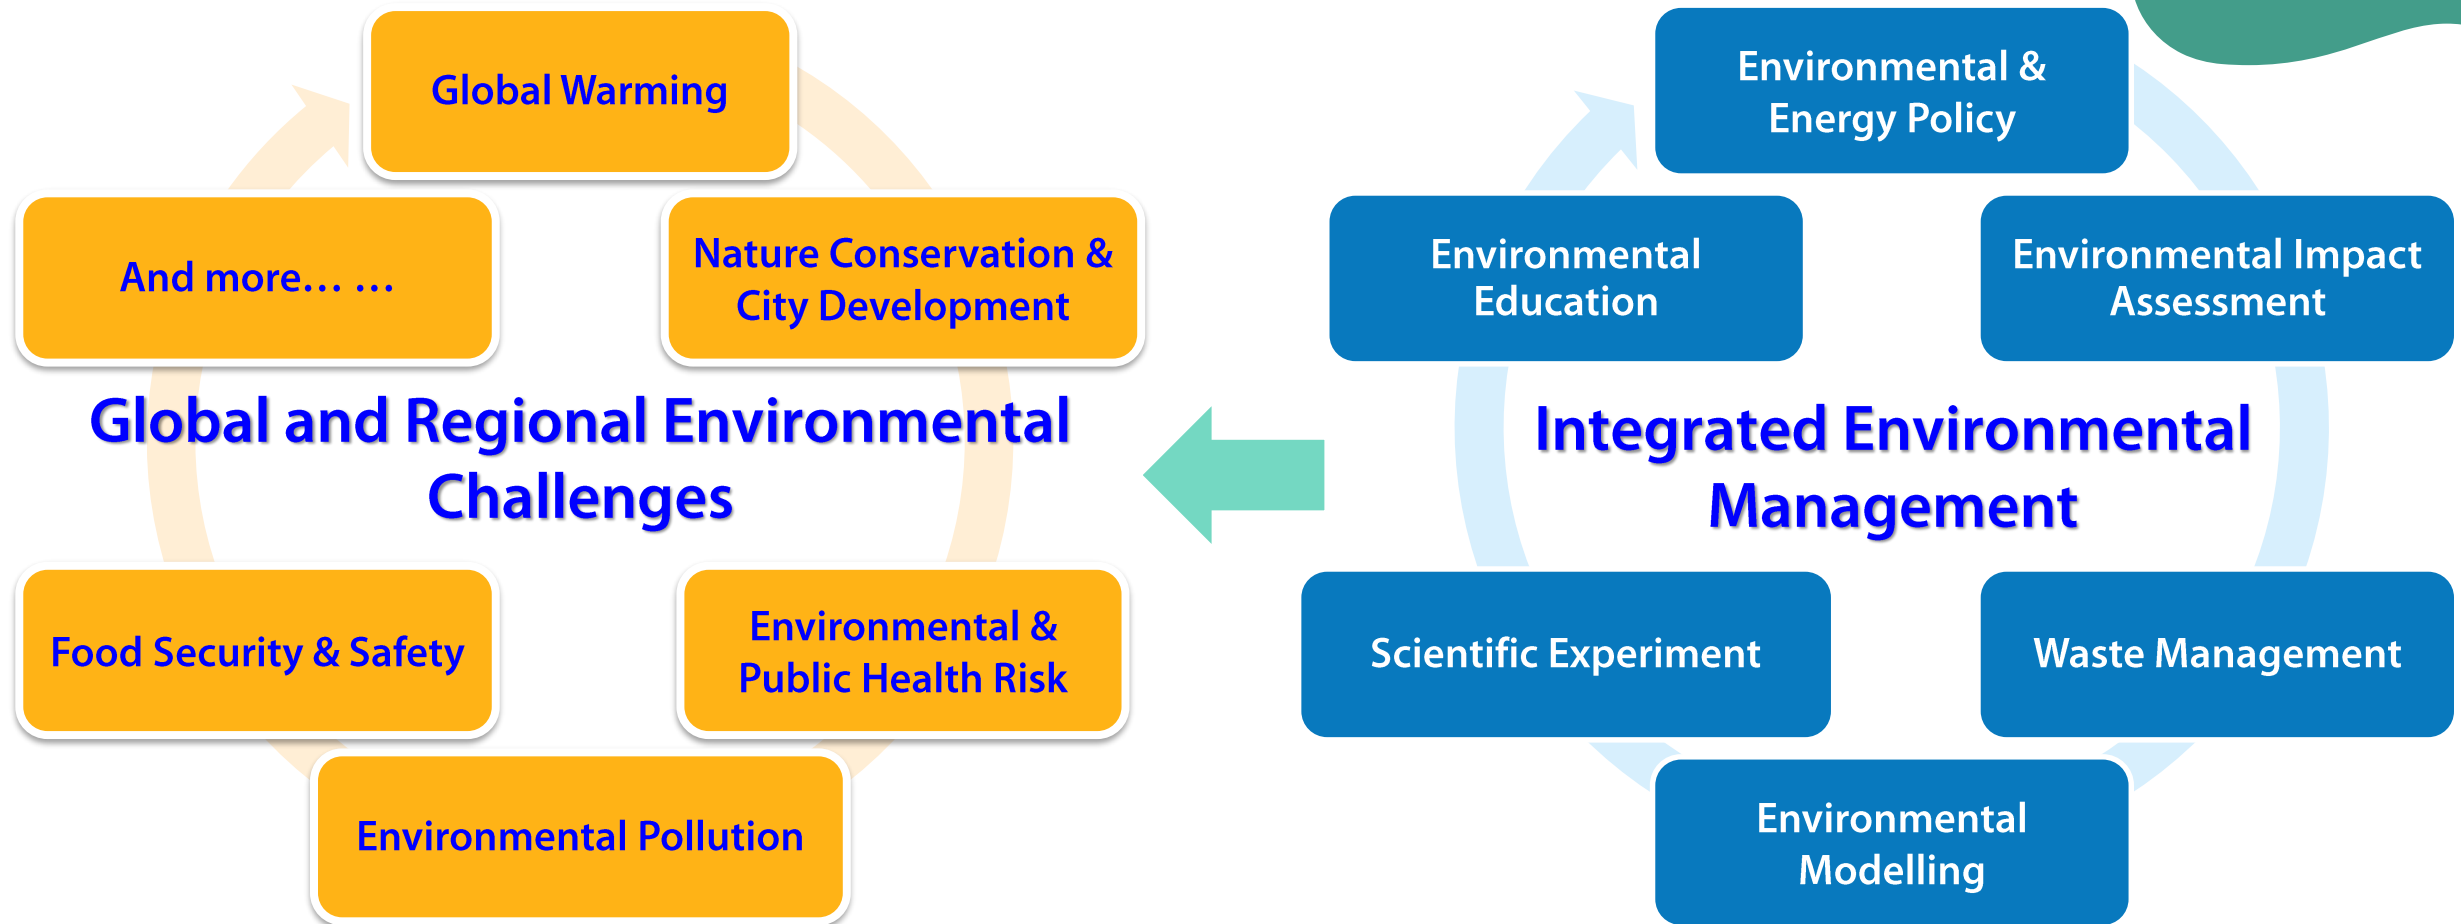 Global Warming
Nature Conservation &
City Development
Environmental &
Public Health Risk
Environmental Pollution
Food Security & Safety
And more... ...
Global and Regional Environmental
Challenges
Environmental &
Energy Policy
Environmental Impact
Assessment
Waste Management
Environmental
Modelling
Scientific Experiment
Environmental
Education
Integrated Environmental
Management